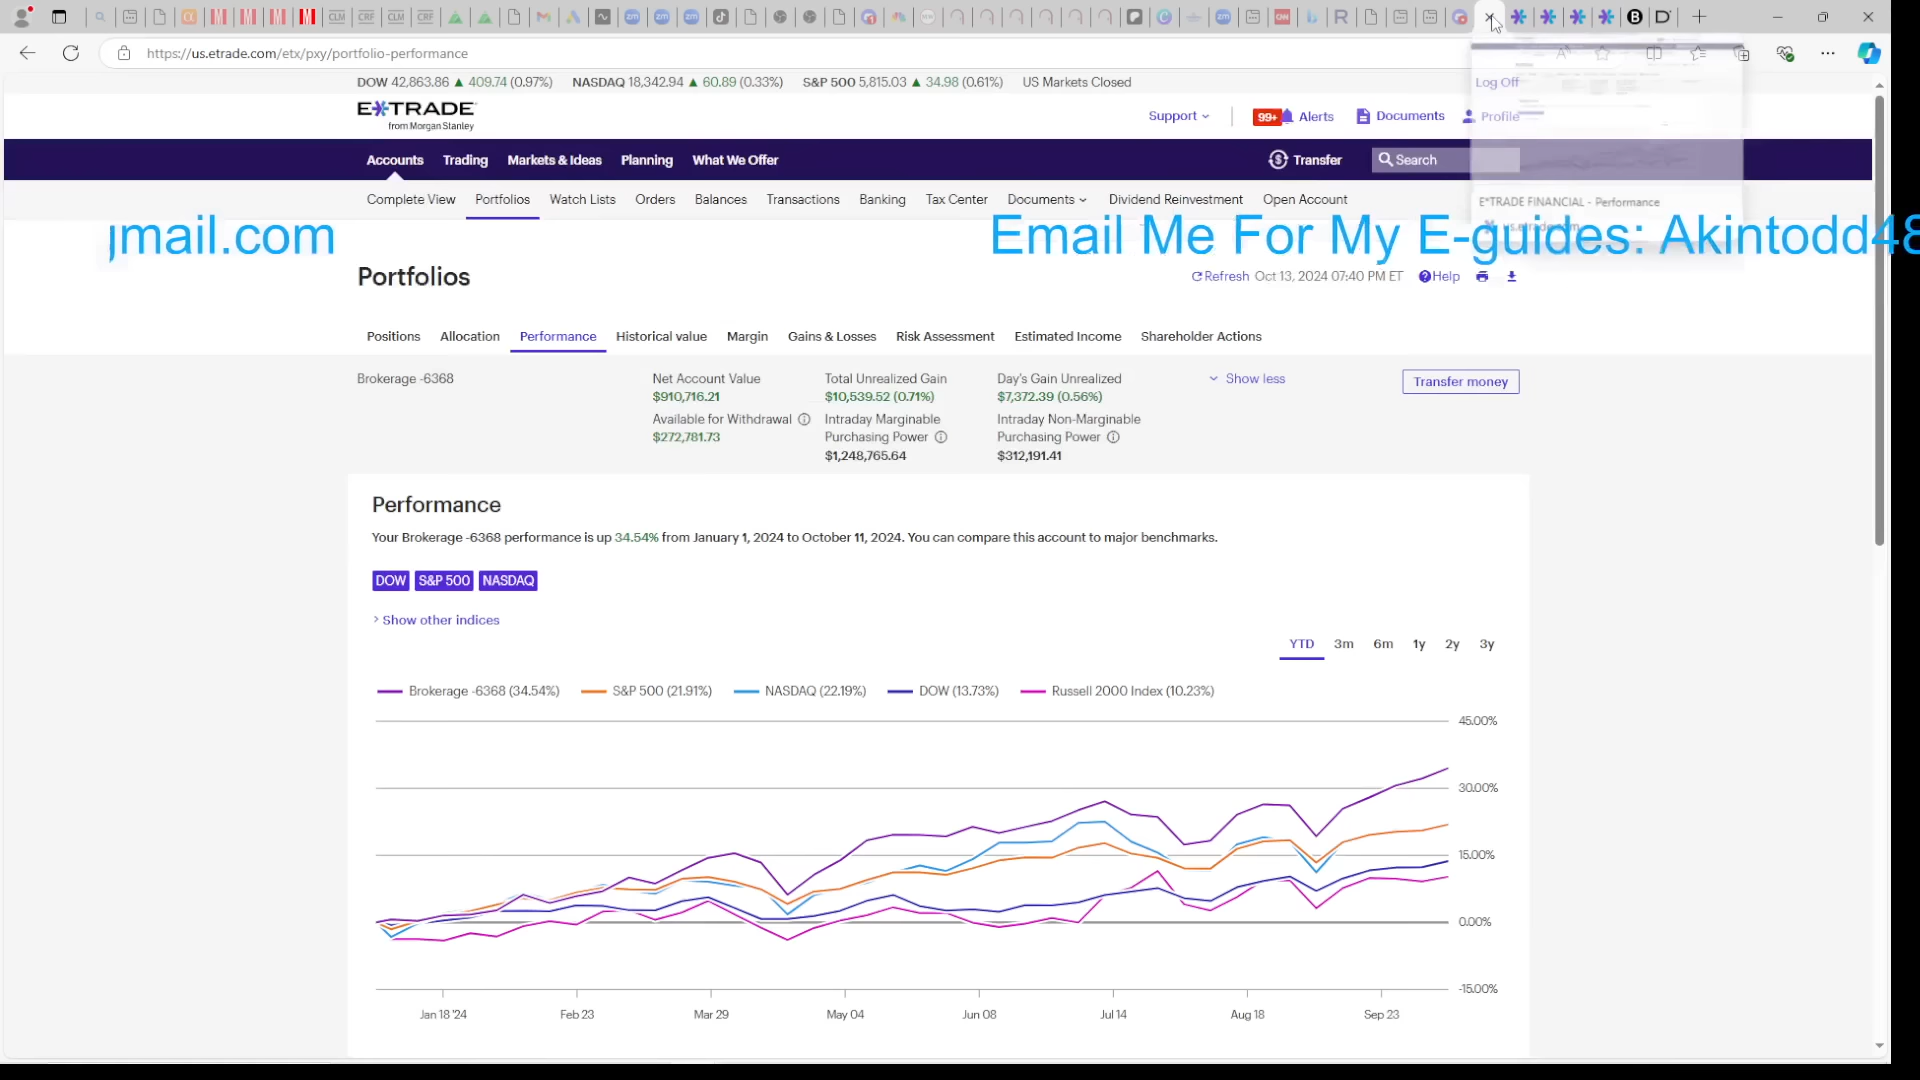 https://us.etrade.com/etx/pxy/portfolio-performance
DOW 42,863.86 ▲ 409.74 (0.97%) NASDAQ 18,342.94 ▲ 60.89 (0.33%) S&P 500 5,815.03 ▲ 34.98 (0.61%) US Markets Closed
Log Off
E*TRADE
from Morgan Stanley
Support 99+ Alerts Documents Profile
Accounts Trading Markets & Ideas Planning What We Offer Transfer Search
Complete View Portfolios Watch Lists Orders Balances Transactions Banking Tax Center Documents Dividend Reinvestment Open Account
E*TRADE FINANCIAL - Performance
us.etrade.com
jmail.com Email Me For My E-guides: Akintodd48
Portfolios
Refresh Oct 13, 2024 07:40 PM ET Help
Positions Allocation Performance Historical value Margin Gains & Losses Risk Assessment Estimated Income Shareholder Actions
Brokerage -6368 Net Account Value Total Unrealized Gain Day's Gain Unrealized Show less Transfer money
$910,716.21 $10,539.52 (0.71%) $7,372.39 (0.56%)
Available for Withdrawal Intraday Marginable Intraday Non-Marginable
$272,781.73 Purchasing Power Purchasing Power
$1,248,765.64 $312,191.41
Performance
Your Brokerage -6368 performance is up 34.54% from January 1, 2024 to October 11, 2024. You can compare this account to major benchmarks.
DOW S&P 500 NASDAQ
Show other indices
YTD 3m 6m 1y 2y 3y
Brokerage -6368 (34.54%) S&P 500 (21.91%) NASDAQ (22.19%) DOW (13.73%) Russell 2000 Index (10.23%)
45.00%
30.00%
15.00%
0.00%
-15.00%
Jan 18 '24 Feb 23 Mar 29 May 04 Jun 08 Jul 14 Aug 18 Sep 23